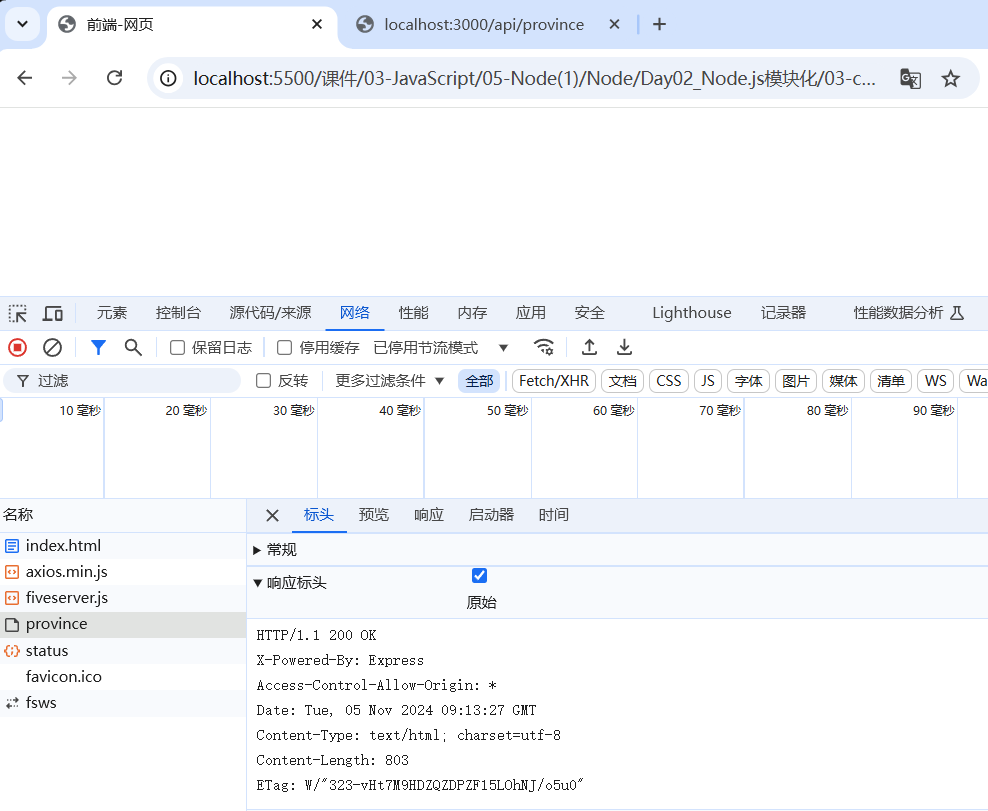 前端-网页
localhost:3000/api/province
localhost:5500/课件/03-JavaScript/05-Node(1)/Node/Day02_Node.js模块化/03-c...
元素 控制台 源代码/来源 网络 性能 内存 应用 安全 Lighthouse 记录器 性能数据分析
保留日志 停用缓存 已停用节流模式
过滤 反转 更多过滤条件 全部 Fetch/XHR 文档 CSS JS 字体 图片 媒体 清单 WS Wa
10 毫秒 20 毫秒 30 毫秒 40 毫秒 50 毫秒 60 毫秒 70 毫秒 80 毫秒 90 毫秒
名称
index.html
axios.min.js
fiveserver.js
province
status
favicon.ico
fsws
标头 预览 响应 启动器 时间
常规
响应标头
原始
HTTP/1.1 200 OK
X-Powered-By: Express
Access-Control-Allow-Origin: *
Date: Tue, 05 Nov 2024 09:13:27 GMT
Content-Type: text/html; charset=utf-8
Content-Length: 803
ETag: W/"323-vHt7M9HDZQZDPZF15LOhNJ/o5u0"